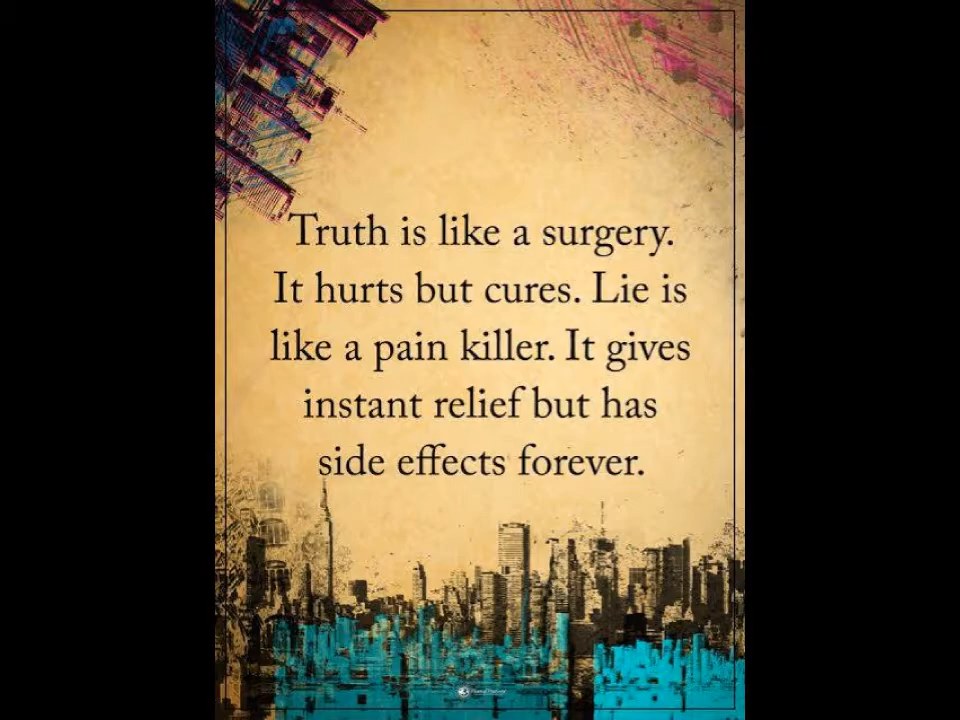 Truth is like a surgery.
It hurts but cures. Lie is
like a pain killer. It gives
instant relief but has
side effects forever.